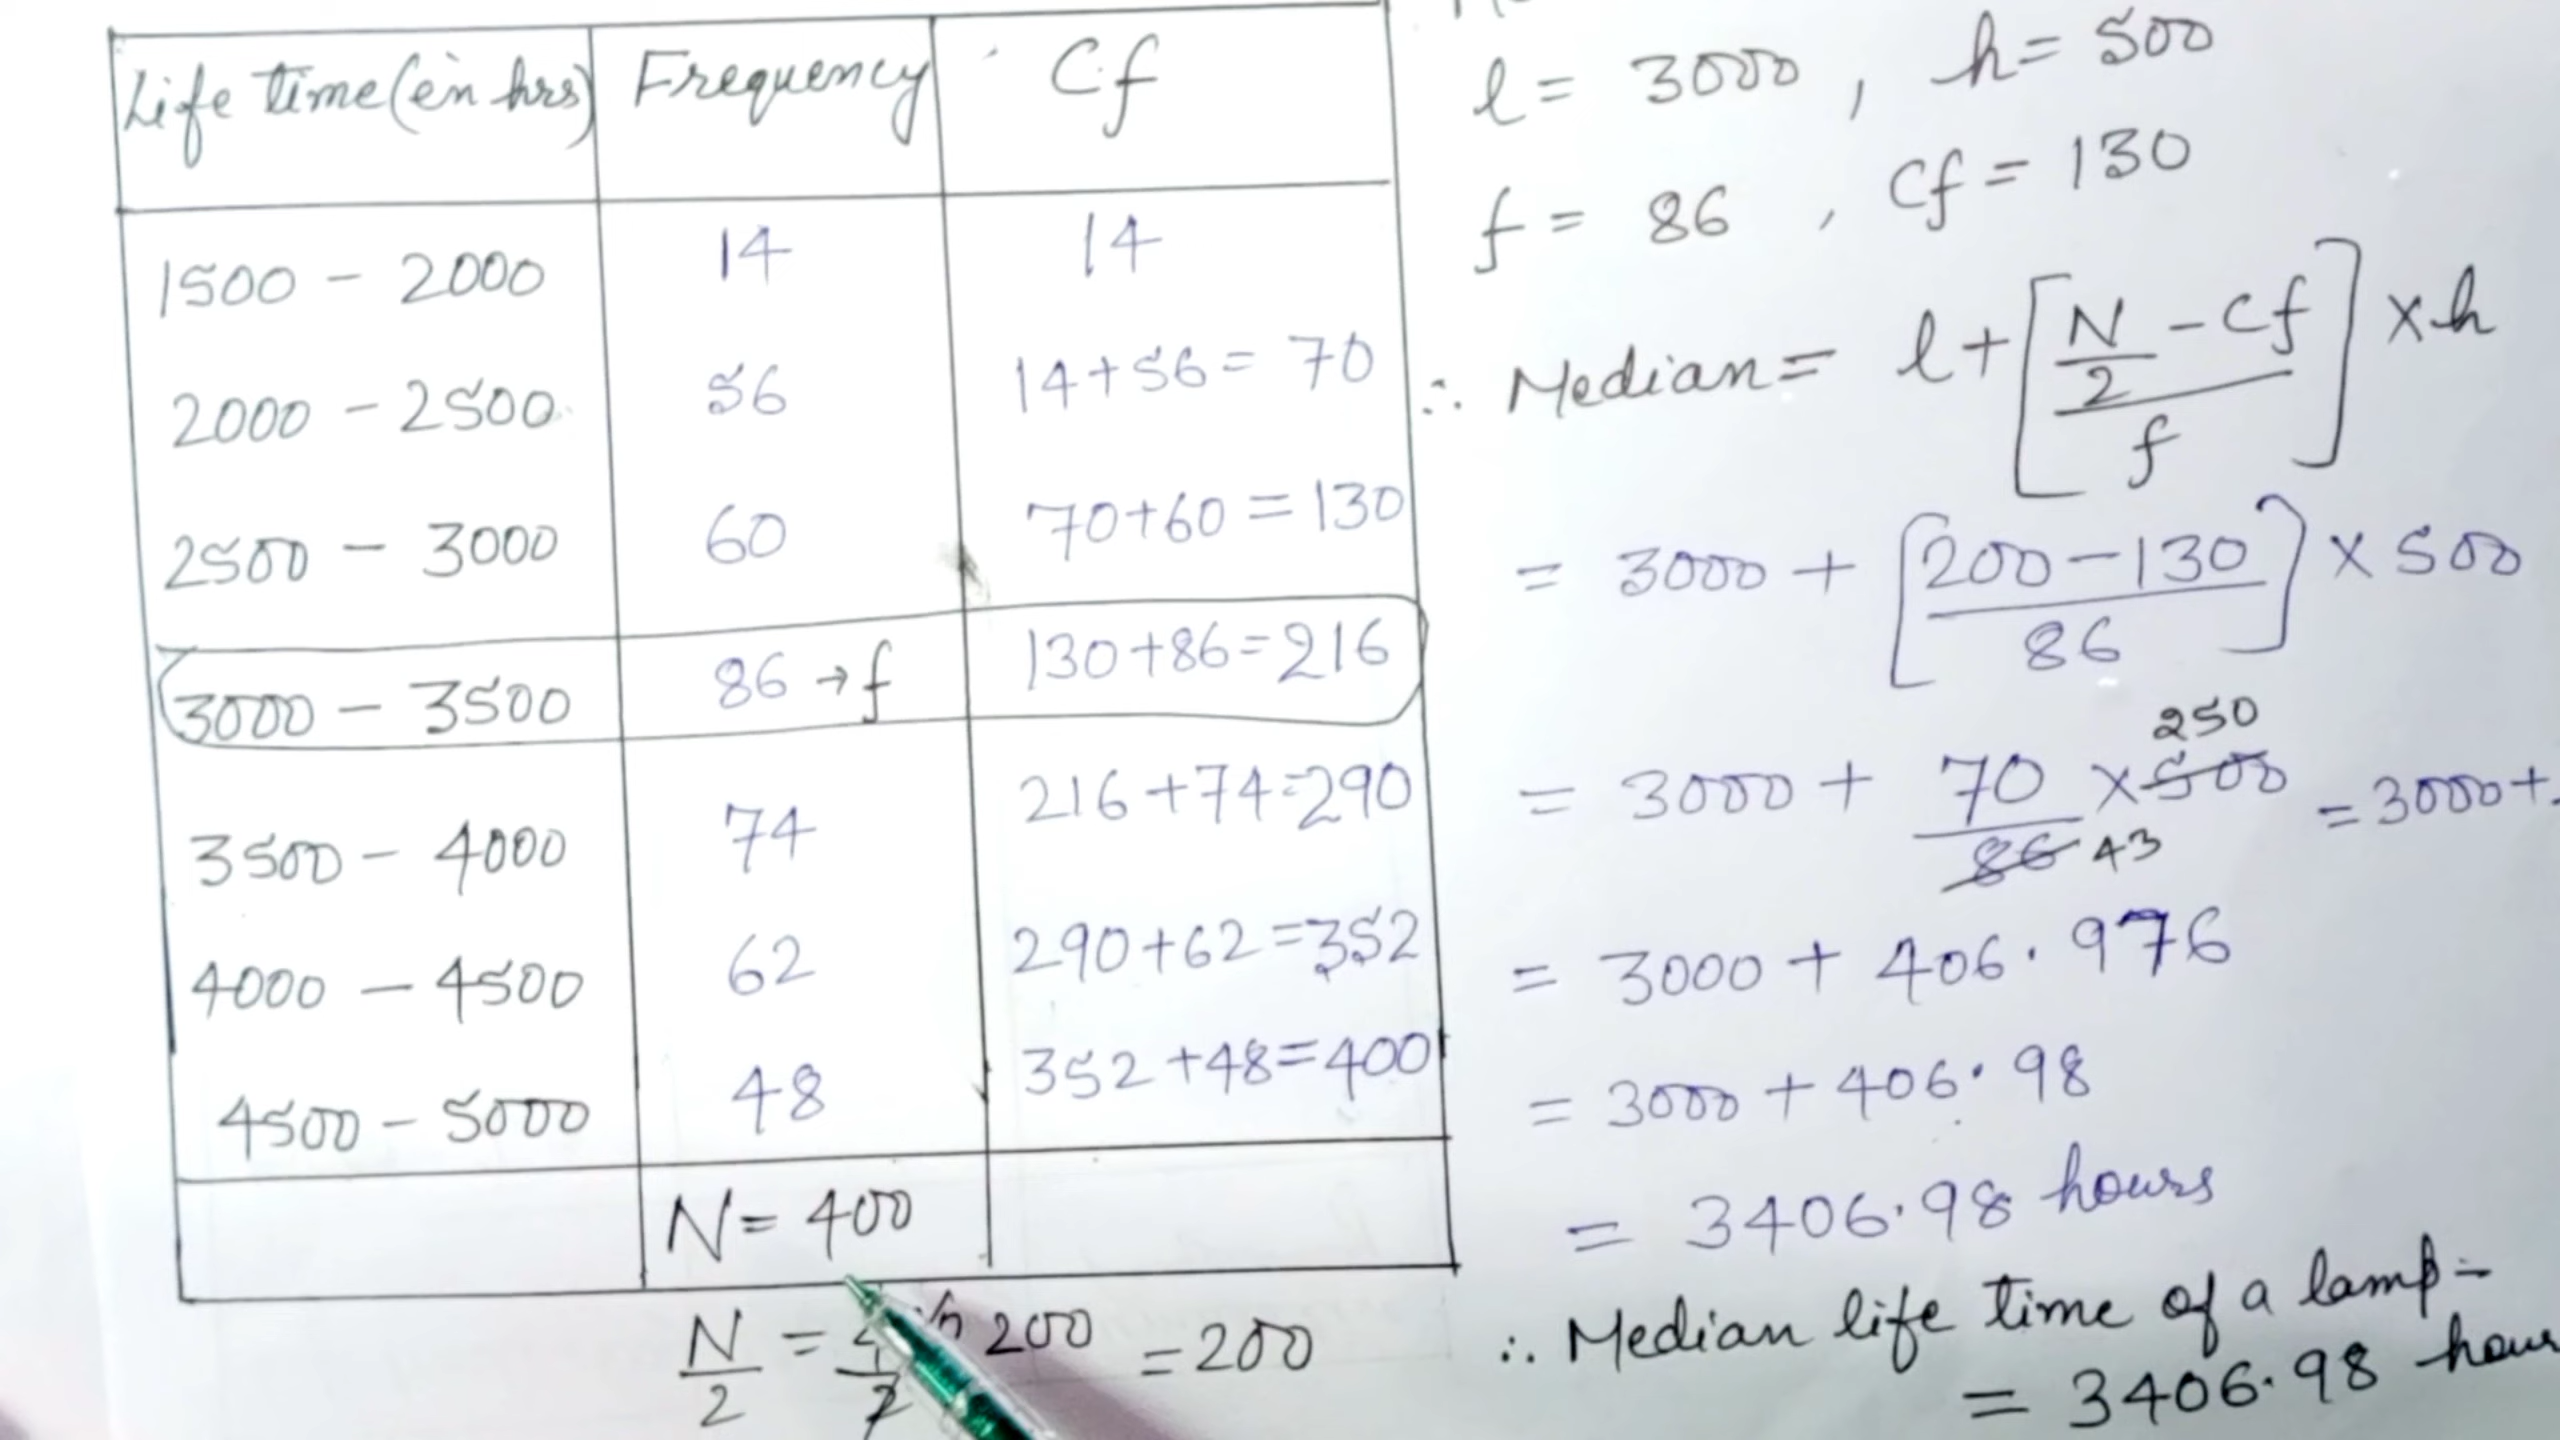 Life time (in hrs) Frequency Cf
1500 - 2000 14 14
2000 - 2500 56 14+56= 70
2500 - 3000 60 70+60 = 130
3000 - 3500 86 → f 130+86=216
3500 - 4000 74 216+74=290
4000 - 4500 62 290+62=352
4500 - 5000 48 352+48=400
N= 400
N/2 = 200 = 200
l = 3000 , h = 500
f = 86 , Cf = 130
∴ Median = l + [(N/2 - Cf)/f] × h
= 3000 + [(200-130)/86] × 500
= 3000 + 70/86 43 × 500 250 = 3000 +
= 3000 + 406.976
= 3000 + 406.98
= 3406.98 hours
∴ Median life time of a lamp =
= 3406.98